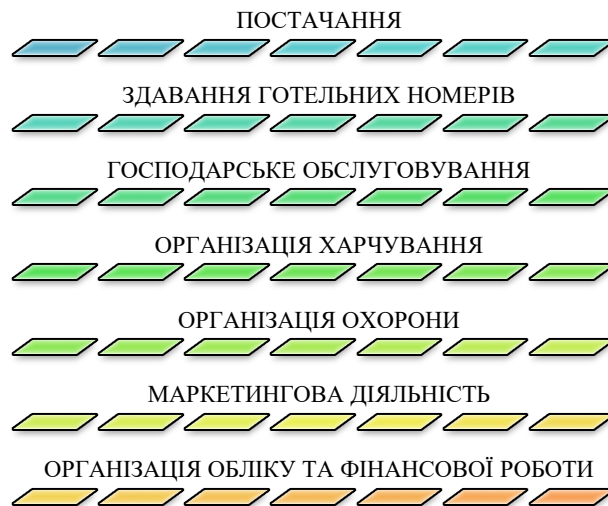 ПОСТАЧАННЯ
ЗДАВАННЯ ГОТЕЛЬНИХ НОМЕРІВ
ГОСПОДАРСЬКЕ ОБСЛУГОВУВАННЯ
ОРГАНІЗАЦІЯ ХАРЧУВАННЯ
ОРГАНІЗАЦІЯ ОХОРОНИ
МАРКЕТИНГОВА ДІЯЛЬНІСТЬ
ОРГАНІЗАЦІЯ ОБЛІКУ ТА ФІНАНСОВОЇ РОБОТИ